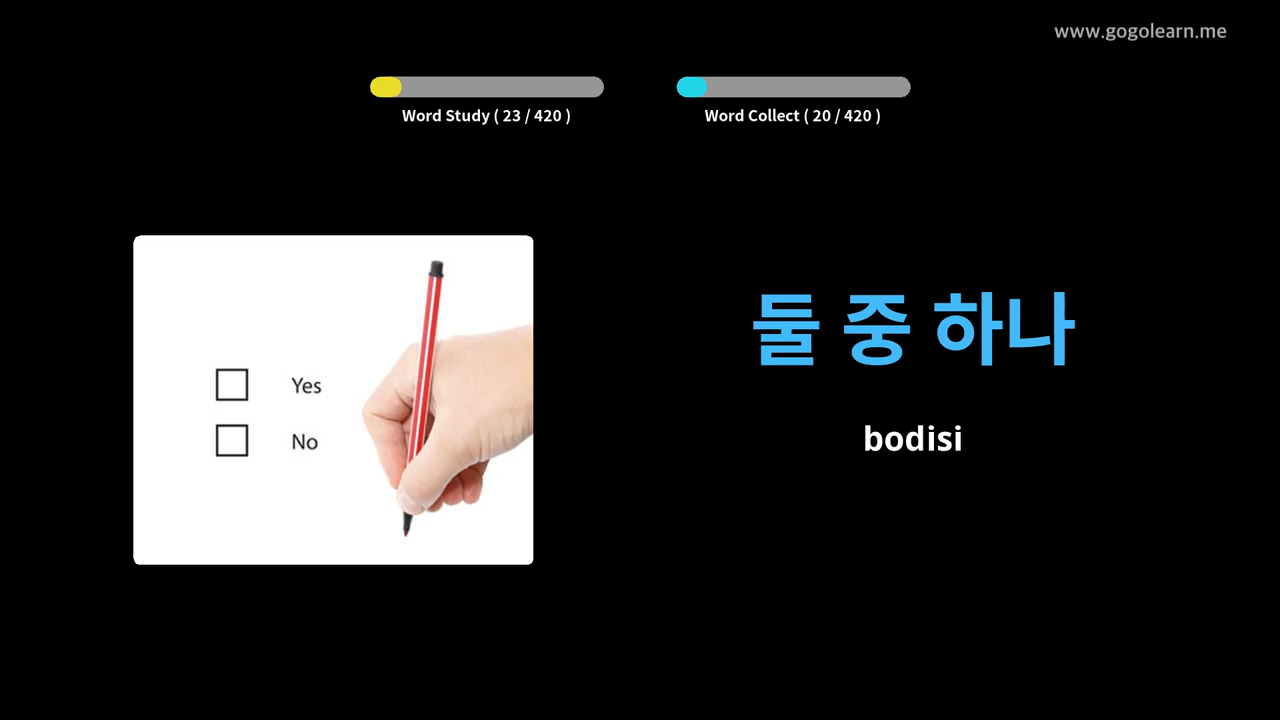 www.gogolearn.me
Word Study ( 23 / 420 )
Word Collect ( 20 / 420 )
Yes
No
둘 중 하나
bodisi